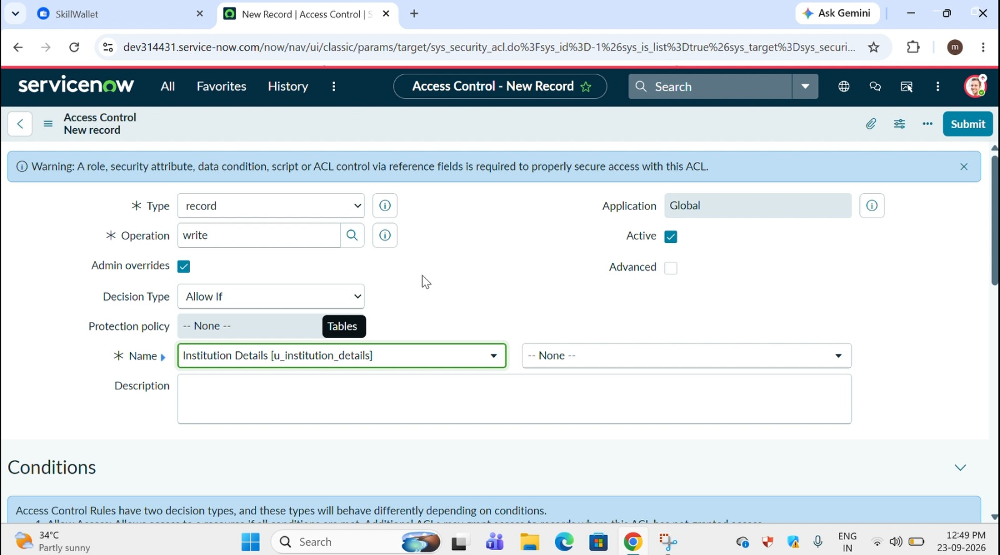 SkillWallet
New Record | Access Control | S
Ask Gemini
dev314431.service-now.com/now/nav/ui/classic/params/target/sys_security_acl.do%3Fsys_id%3D-1%26sys_is_list%3Dtrue%26sys_target%3Dsys_securi...
m
servicenow
All
Favorites
History
Access Control - New Record
Search
Access Control
New record
Submit
Warning: A role, security attribute, data condition, script or ACL control via reference fields is required to properly secure access with this ACL.
Type record
Application Global
Operation write
Active
Admin overrides
Advanced
Decision Type Allow If
Protection policy -- None --
Tables
Name Institution Details [u_institution_details]
-- None --
Description
Conditions
Access Control Rules have two decision types, and these types will behave differently depending on conditions.
34°C
Partly sunny
Search
ENG
IN
12:49 PM
23-09-2026